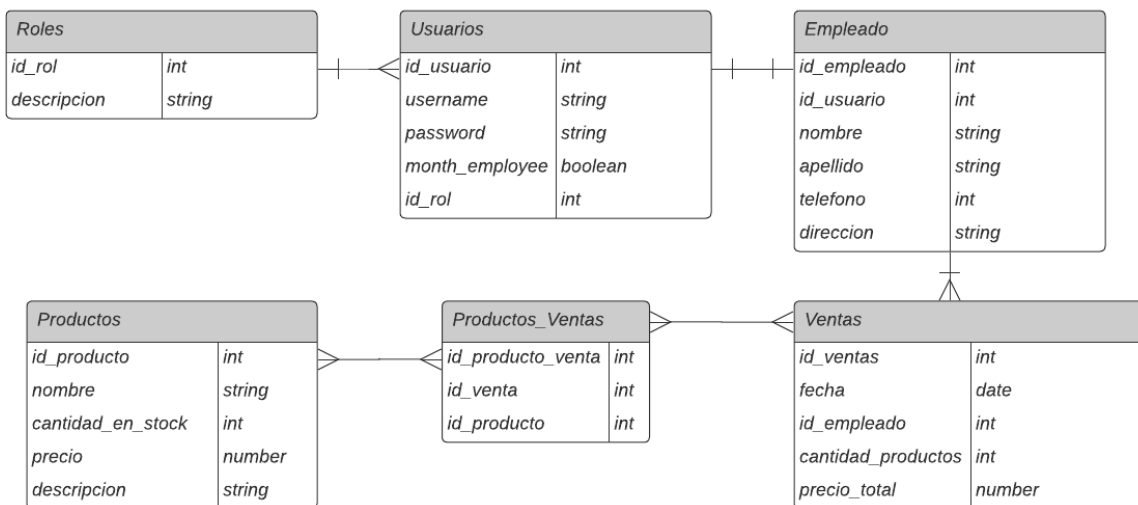 Roles
id_rol int
descripcion string
Usuarios
id_usuario int
username string
password string
month_employee boolean
id_rol int
Empleado
id_empleado int
id_usuario int
nombre string
apellido string
telefono int
direccion string
Productos
id_producto int
nombre string
cantidad_en_stock int
precio number
descripcion string
Productos_Ventas
id_producto_venta int
id_venta int
id_producto int
Ventas
id_ventas int
fecha date
id_empleado int
cantidad_productos int
precio_total number